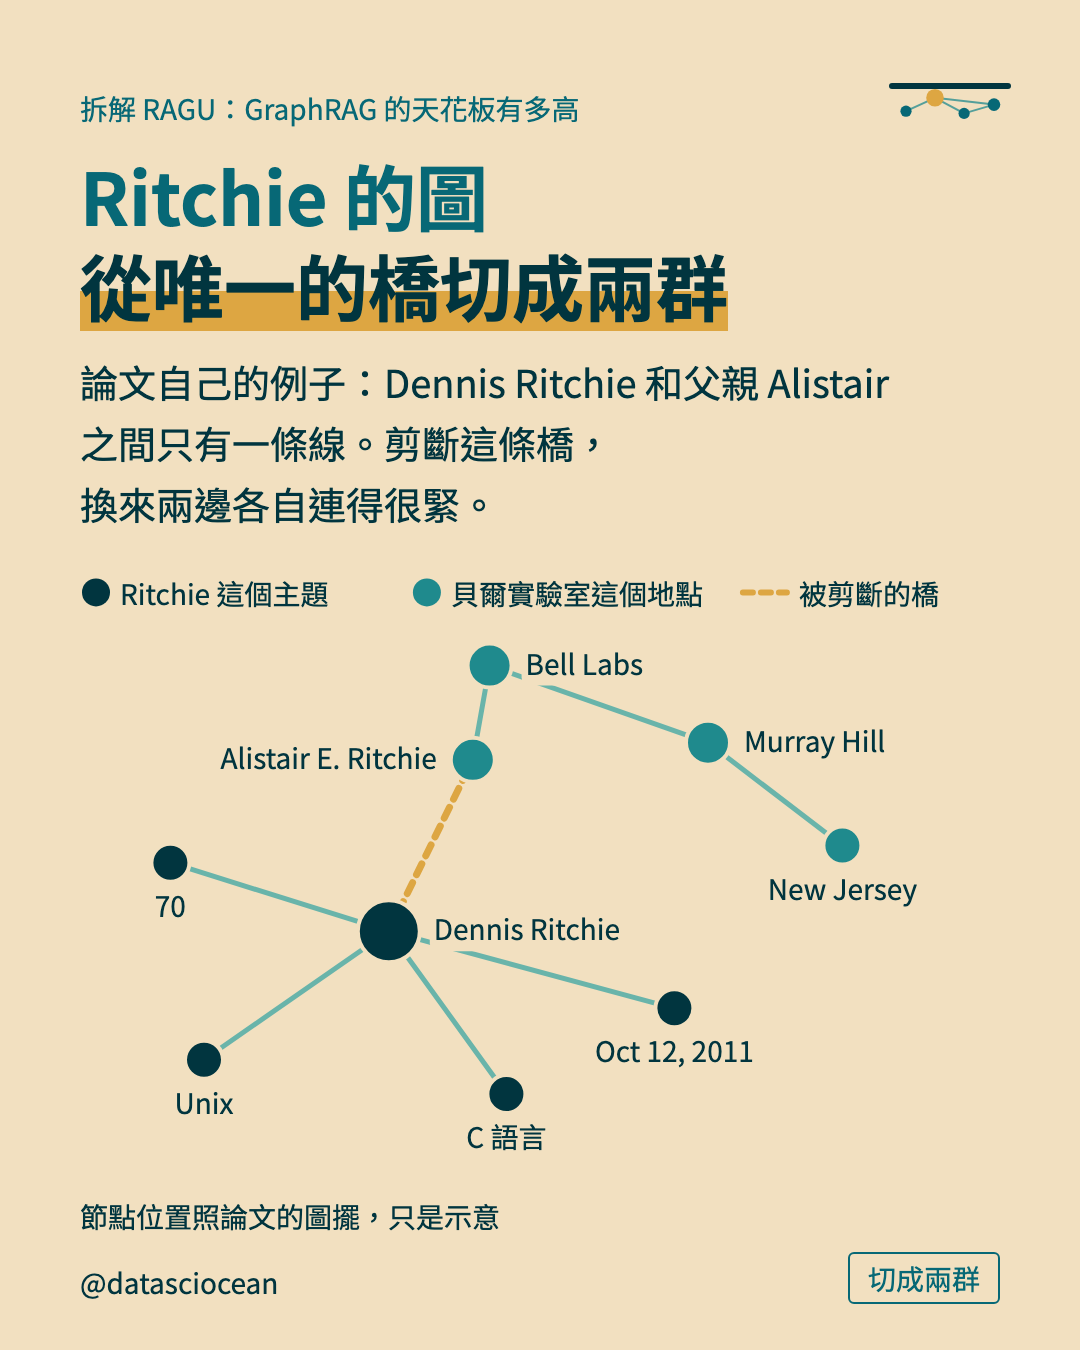 拆解 RAGU：GraphRAG 的天花板有多高
Ritchie 的圖
從唯一的橋切成兩群
論文自己的例子：Dennis Ritchie 和父親 Alistair
之間只有一條線。剪斷這條橋，
換來兩邊各自連得很緊。
Ritchie 這個主題
貝爾實驗室這個地點
被剪斷的橋
Bell Labs
Murray Hill
Alistair E. Ritchie
New Jersey
70
Dennis Ritchie
Oct 12, 2011
Unix
C 語言
節點位置照論文的圖擺，只是示意
@datasciocean
切成兩群